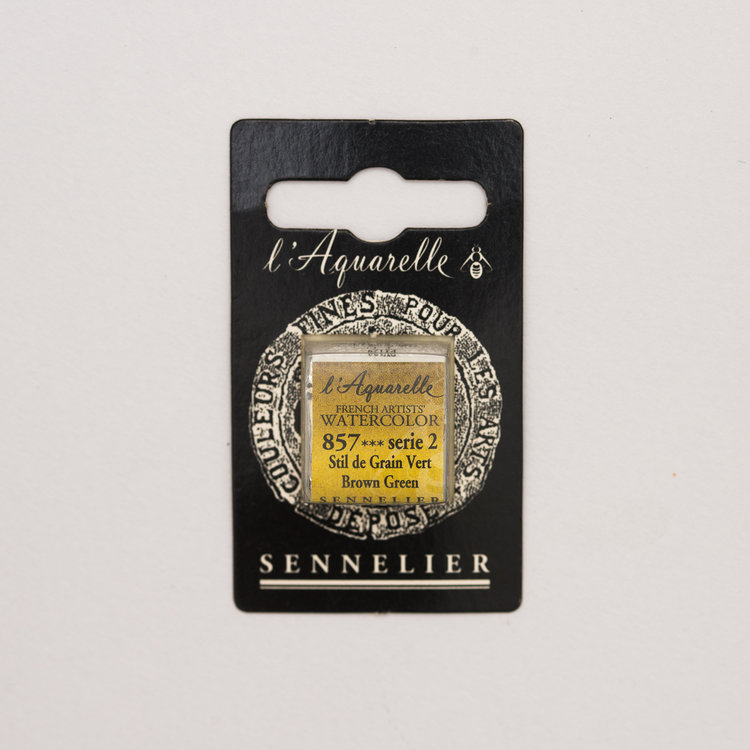 l'Aquarelle
COULEURS FINES POUR LES ARTS
DÉPOSÉ
l'Aquarelle
FRENCH ARTISTS'
WATERCOLOR
857*** serie 2
Stil de Grain Vert
Brown Green
SENNELIER
SENNELIER